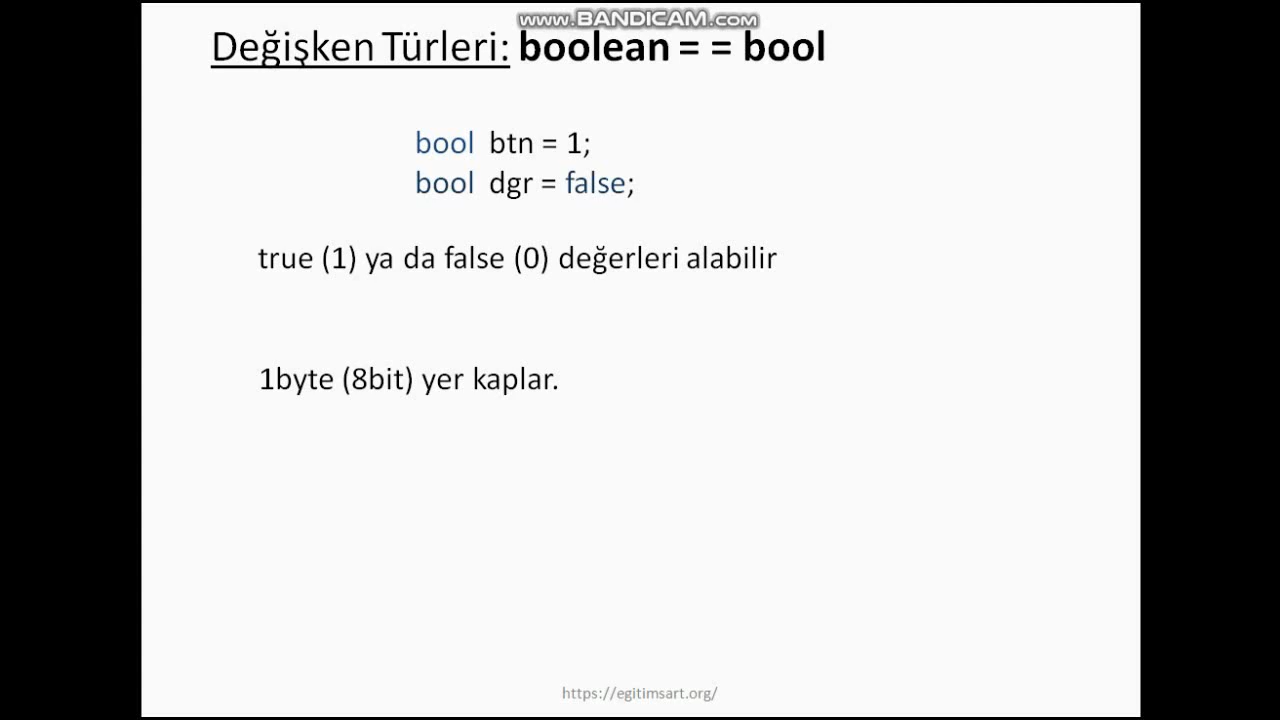 www.BANDICAM.com
Değişken Türleri: boolean = = bool
bool btn = 1;
bool dgr = false;
true (1) ya da false (0) değerleri alabilir
1byte (8bit) yer kaplar.
https://egitimsart.org/